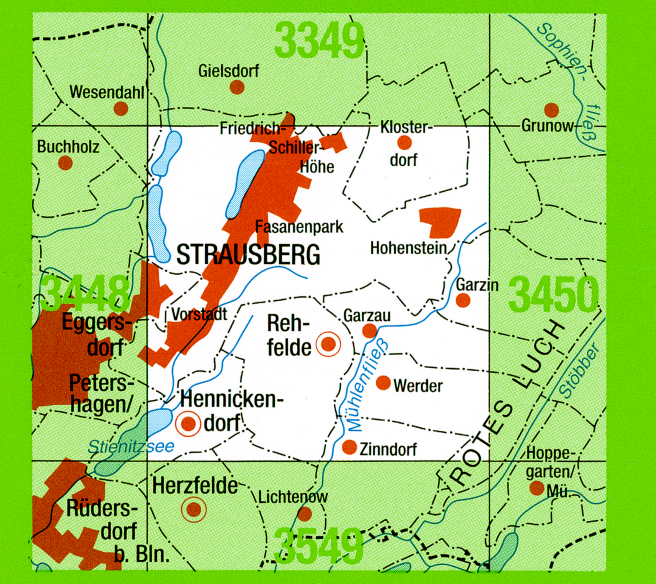 3349
Sophien-
fließ
Gielsdorf
Wesendahl
Grunow
Friedrich-
Schiller-
Höhe
Kloster-
dorf
Buchholz
Fasanenpark
Hohenstein
STRAUSBERG
3448
Garzin
3450
Eggers-
dorf
Vorstadt
Reh-
felde
Garzau
Mühlenfließ
Stöbber
Peters-
hagen/
Werder
Hennicken-
dorf
ROTES LUCH
Stienitzsee
Zinndorf
Hoppe-
garten/
Mü.
Herzfelde
Lichtenow
Rüders-
dorf
b. Bln.
3549